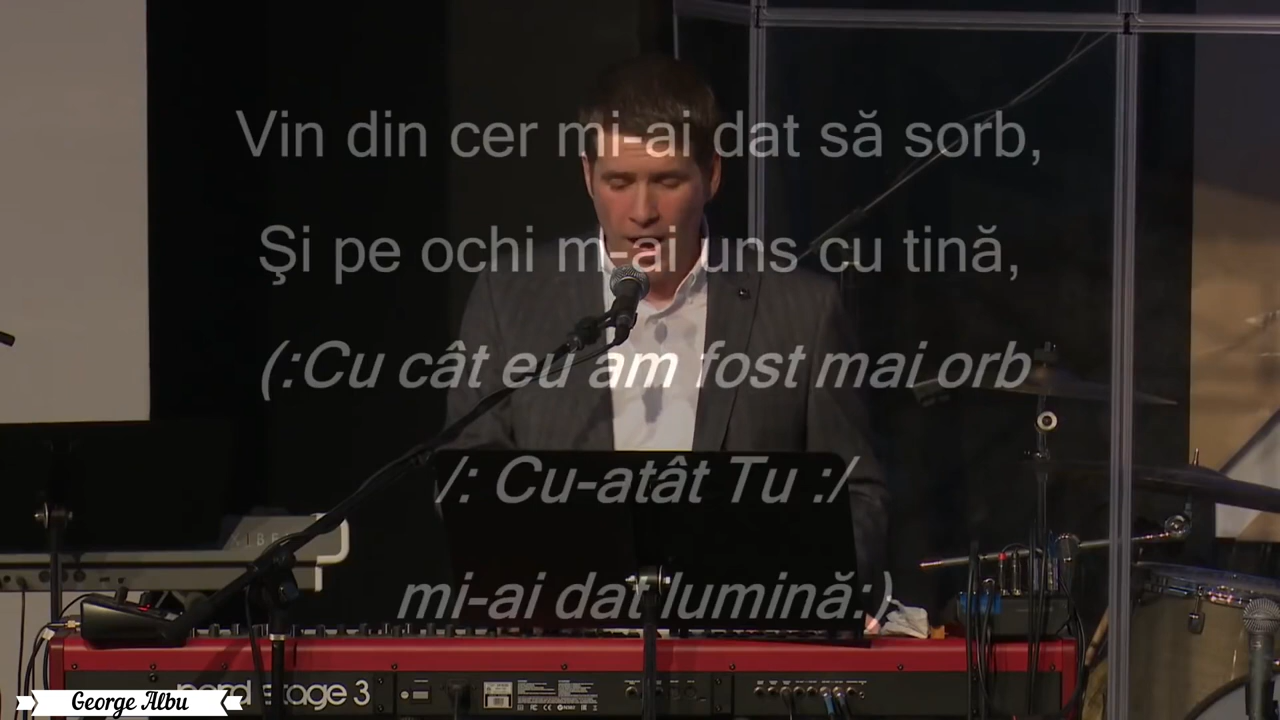 Vin din cer mi-ai dat să sorb,
Şi pe ochi m-ai uns cu tină,
(:Cu cât eu am fost mai orb
/: Cu-atât Tu :/
mi-ai dat lumină:)
nord stage 3
George Albu